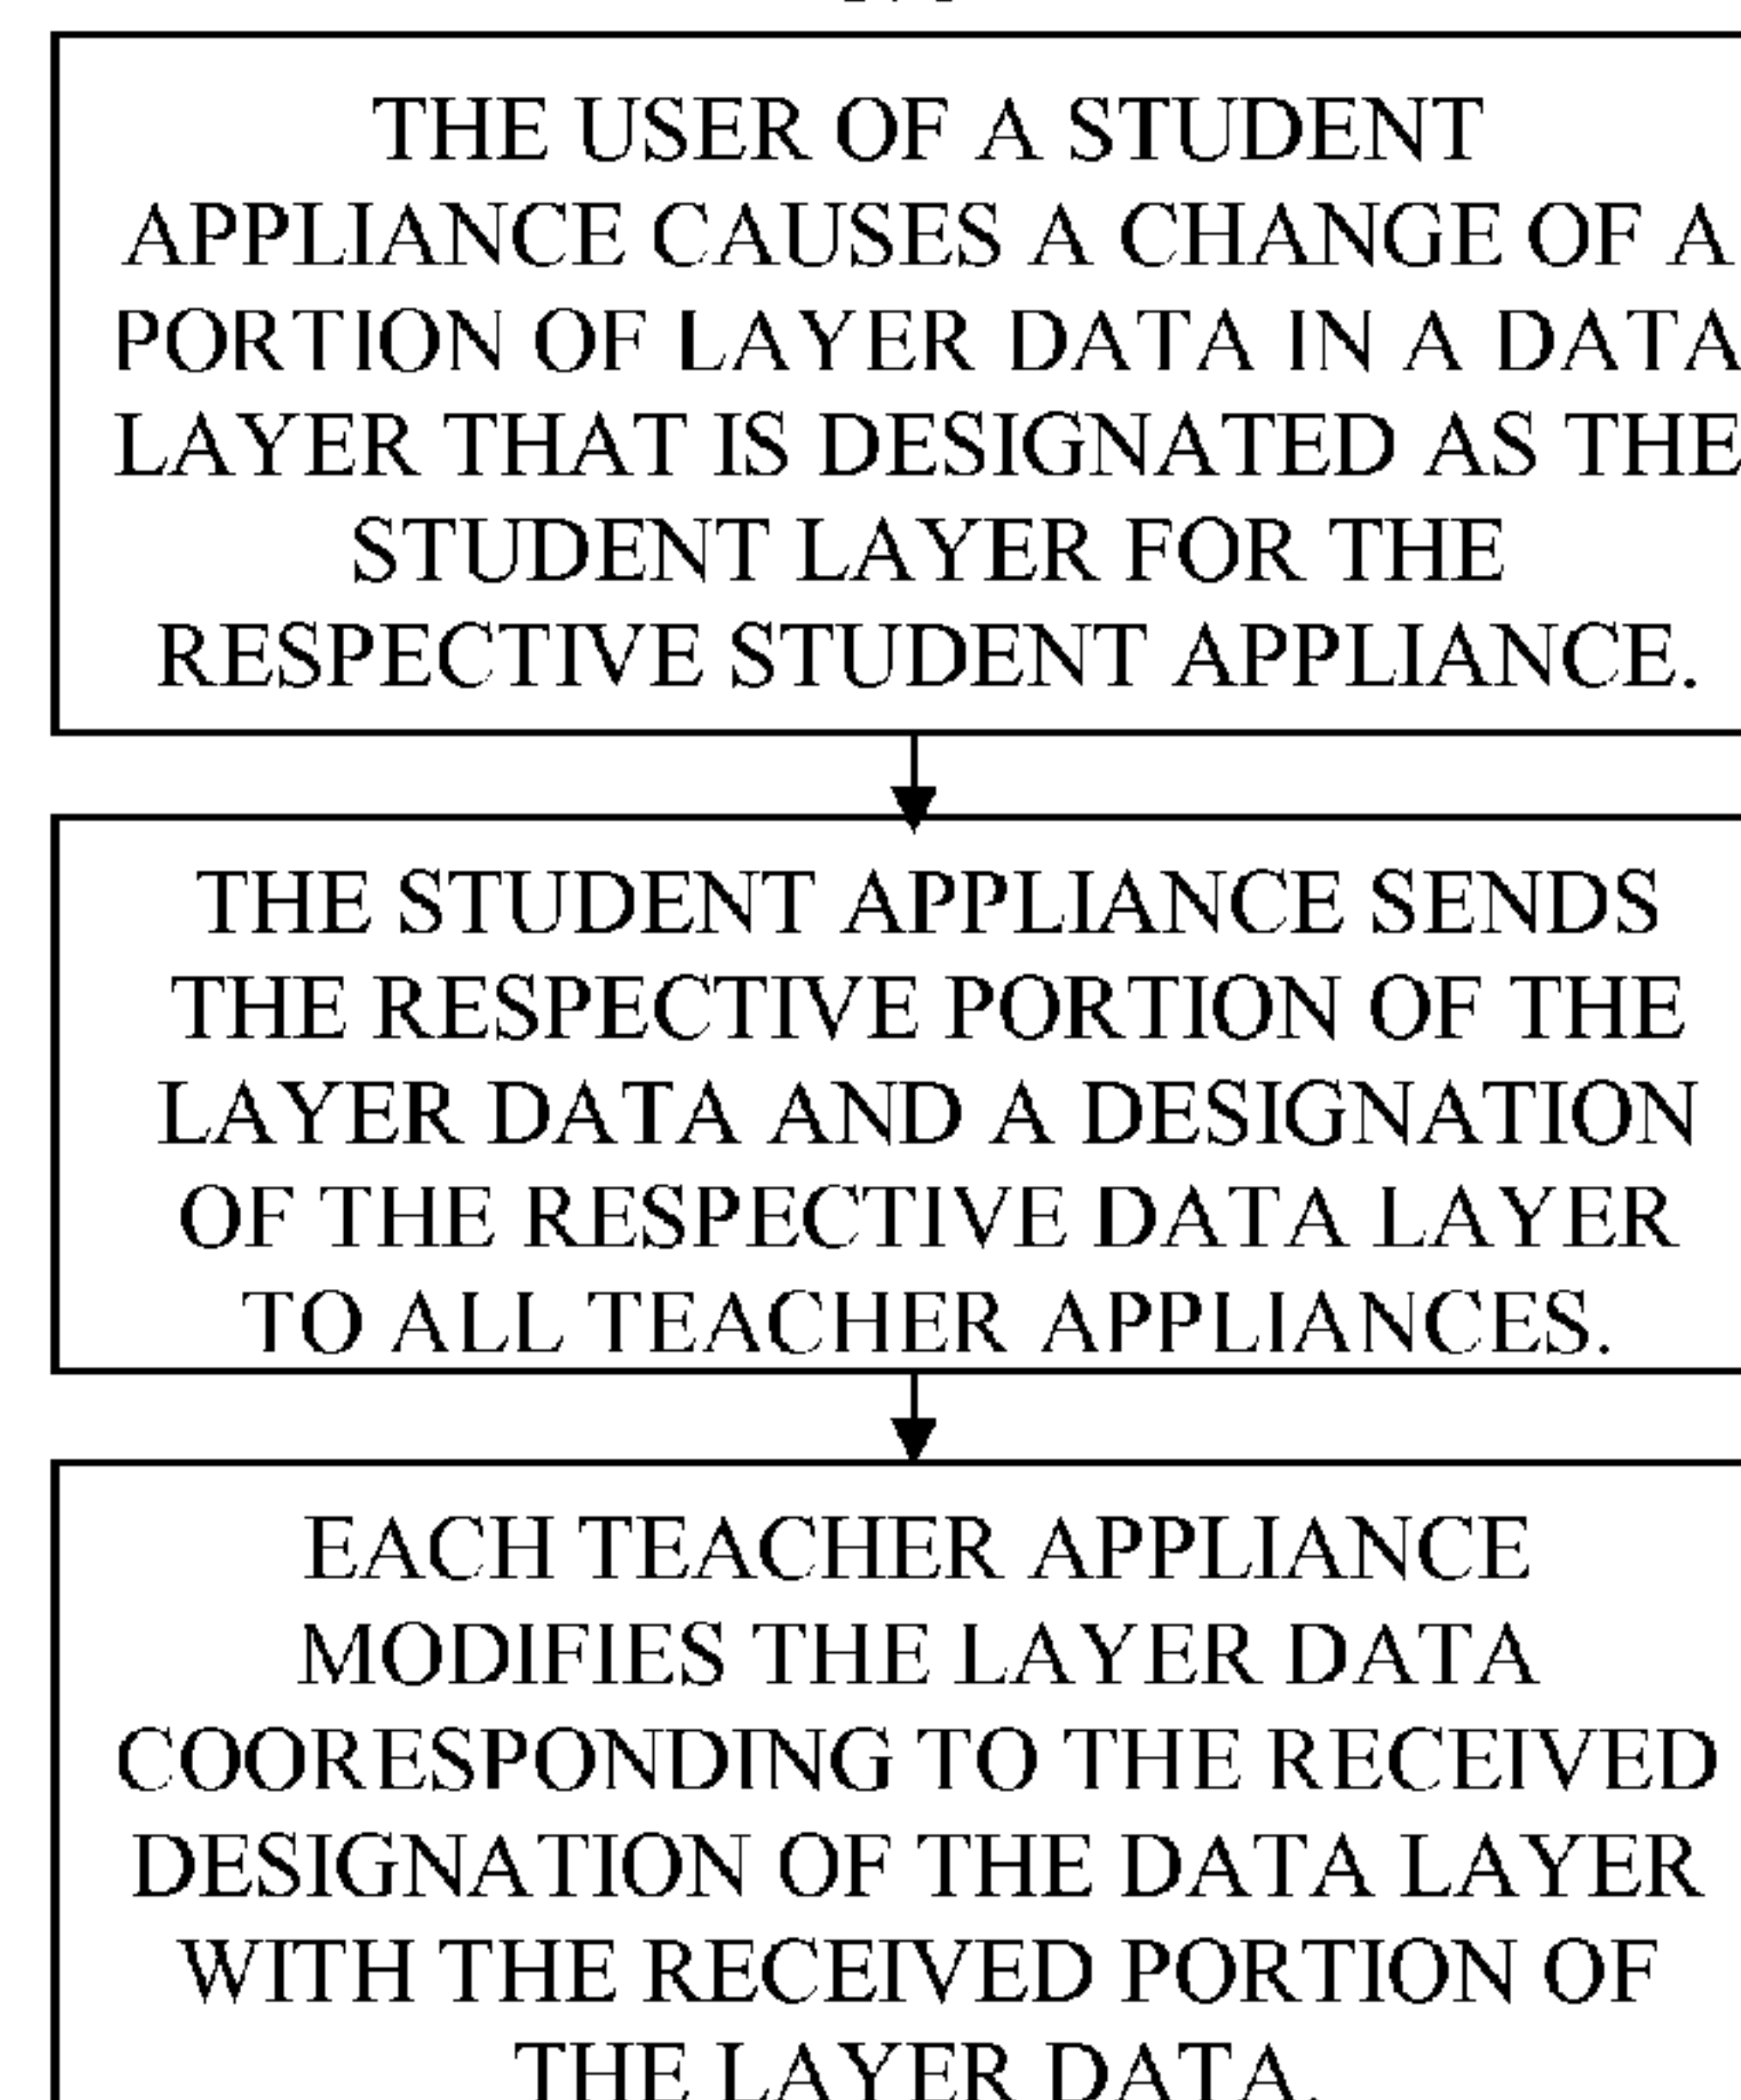 THE USER OF A STUDENT
APPLIANCE CAUSES A CHANGE OF A
PORTION OF LAYER DATA IN A DATA
LAYER THAT IS DESIGNATED AS THE
STUDENT LAYER FOR THE
RESPECTIVE STUDENT APPLIANCE.
THE STUDENT APPLIANCE SENDS
THE RESPECTIVE PORTION OF THE
LAYER DATA AND A DESIGNATION
OF THE RESPECTIVE DATA LAYER
TO ALL TEACHER APPLIANCES.
EACH TEACHER APPLIANCE
MODIFIES THE LAYER DATA
COORESPONDING TO THE RECEIVED
DESIGNATION OF THE DATA LAYER
WITH THE RECEIVED PORTION OF
THE LAYER DATA.